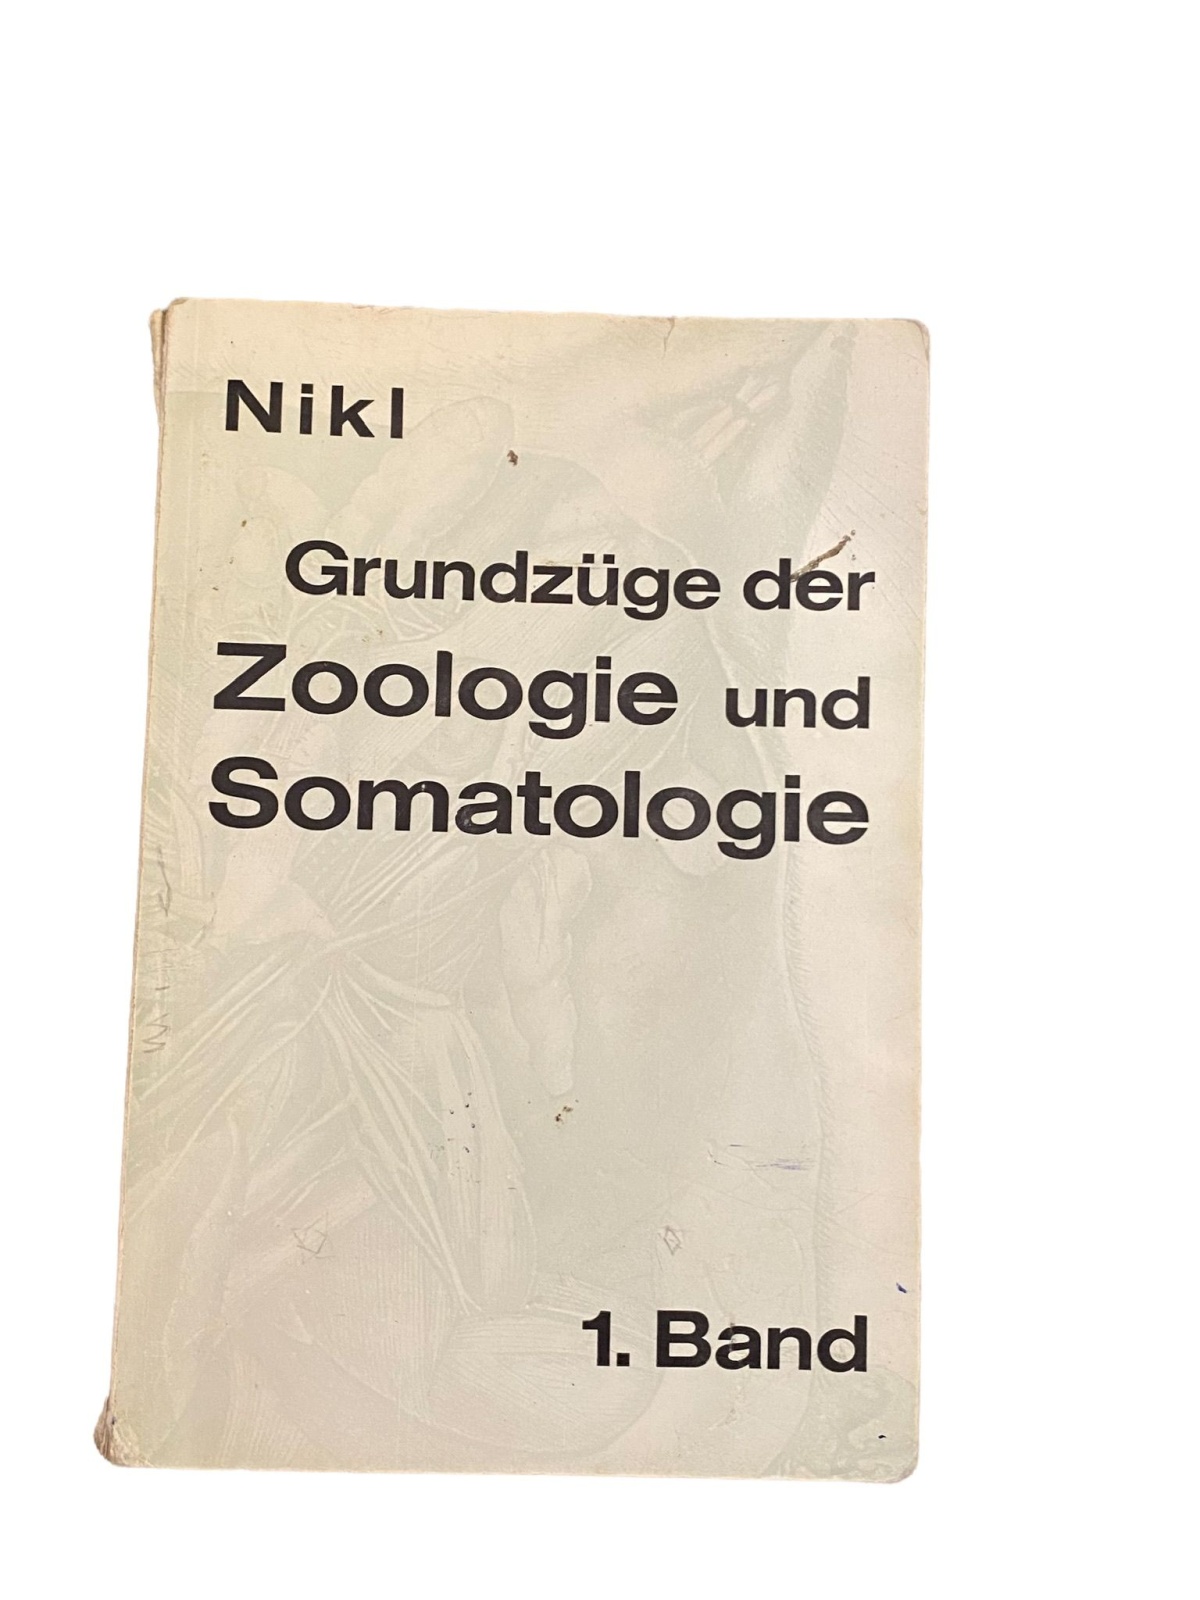 Nikl
Grundzüge der
Zoologie und
Somatologie
1. Band